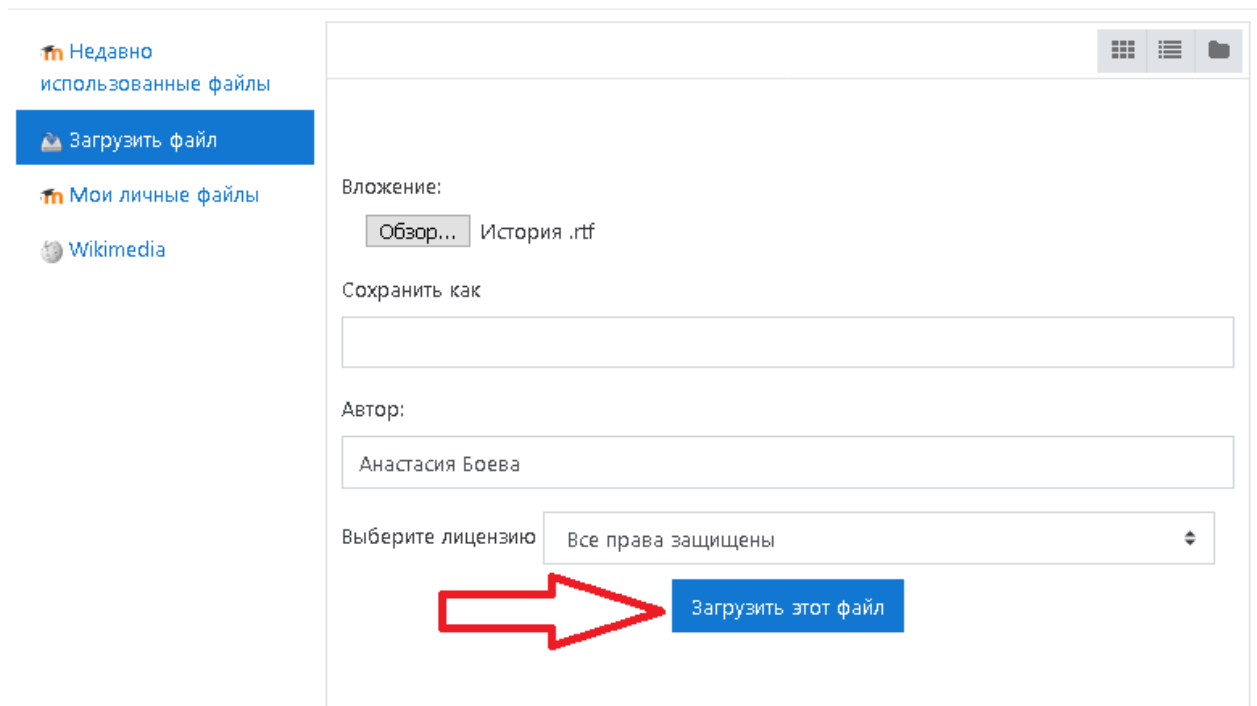 Недавно
использованные файлы
Загрузить файл
Мои личные файлы
Wikimedia
Вложение:
Обзор... История .rtf
Сохранить как
Автор:
Анастасия Боева
Выберите лицензию Все права защищены
Загрузить этот файл